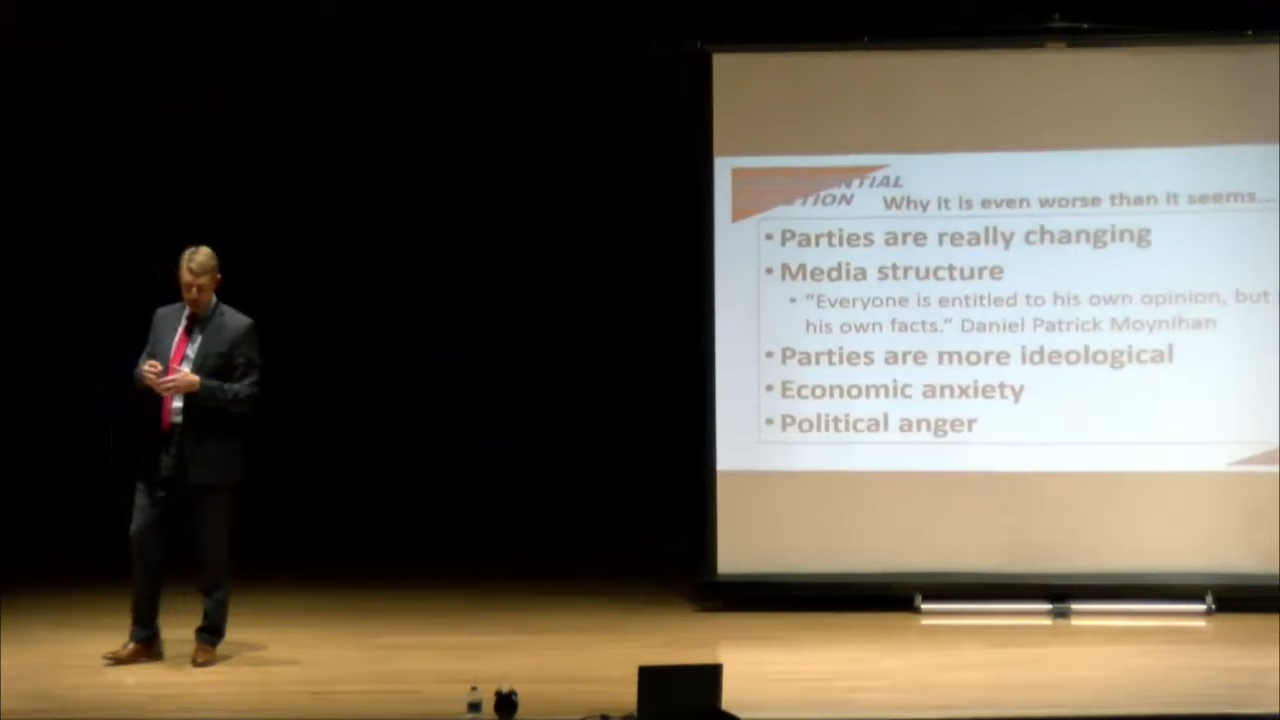 NTIAL
TION
Why it is even worse than it seems...
• Parties are really changing
• Media structure
• "Everyone is entitled to his own opinion, but
his own facts." Daniel Patrick Moynihan
• Parties are more ideological
• Economic anxiety
• Political anger